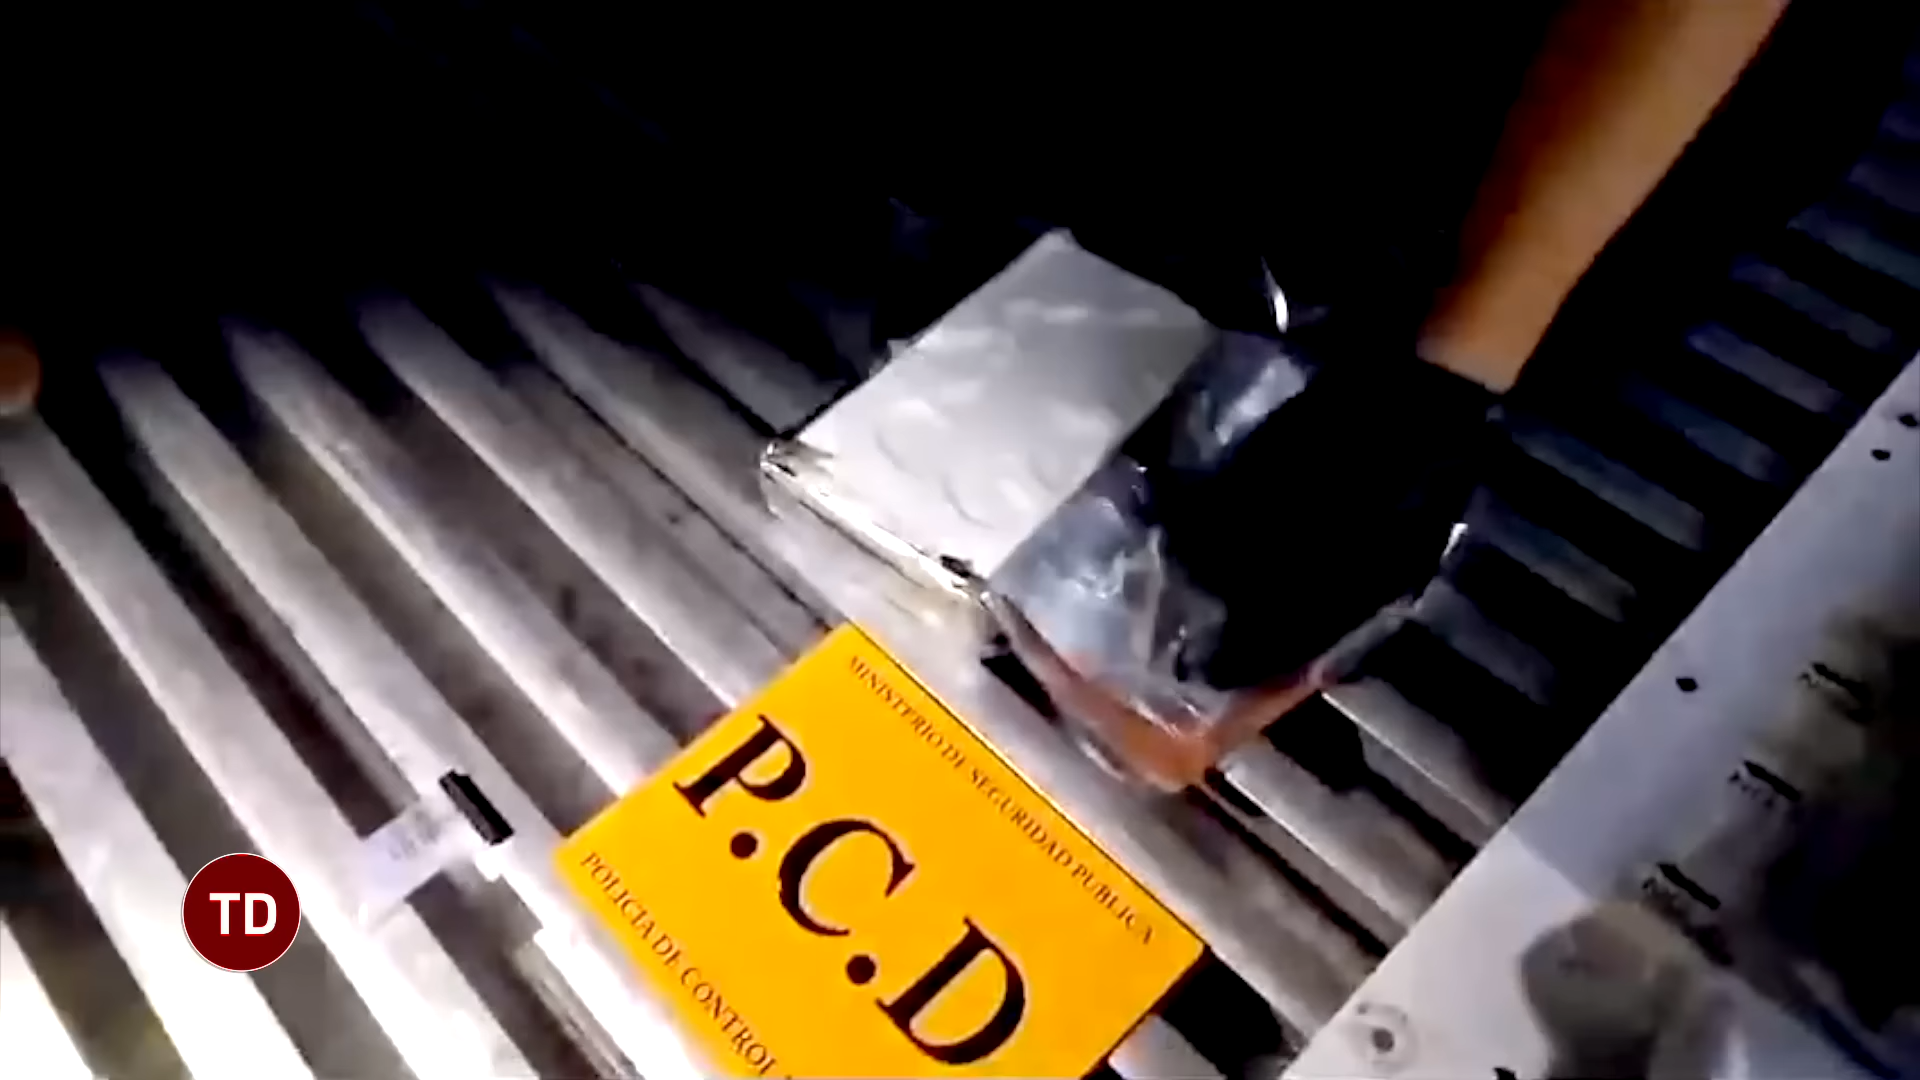 MINISTERIO DE SEGURIDAD PUBLICA
P.C.D
POLICIA DE CONTROL
TD